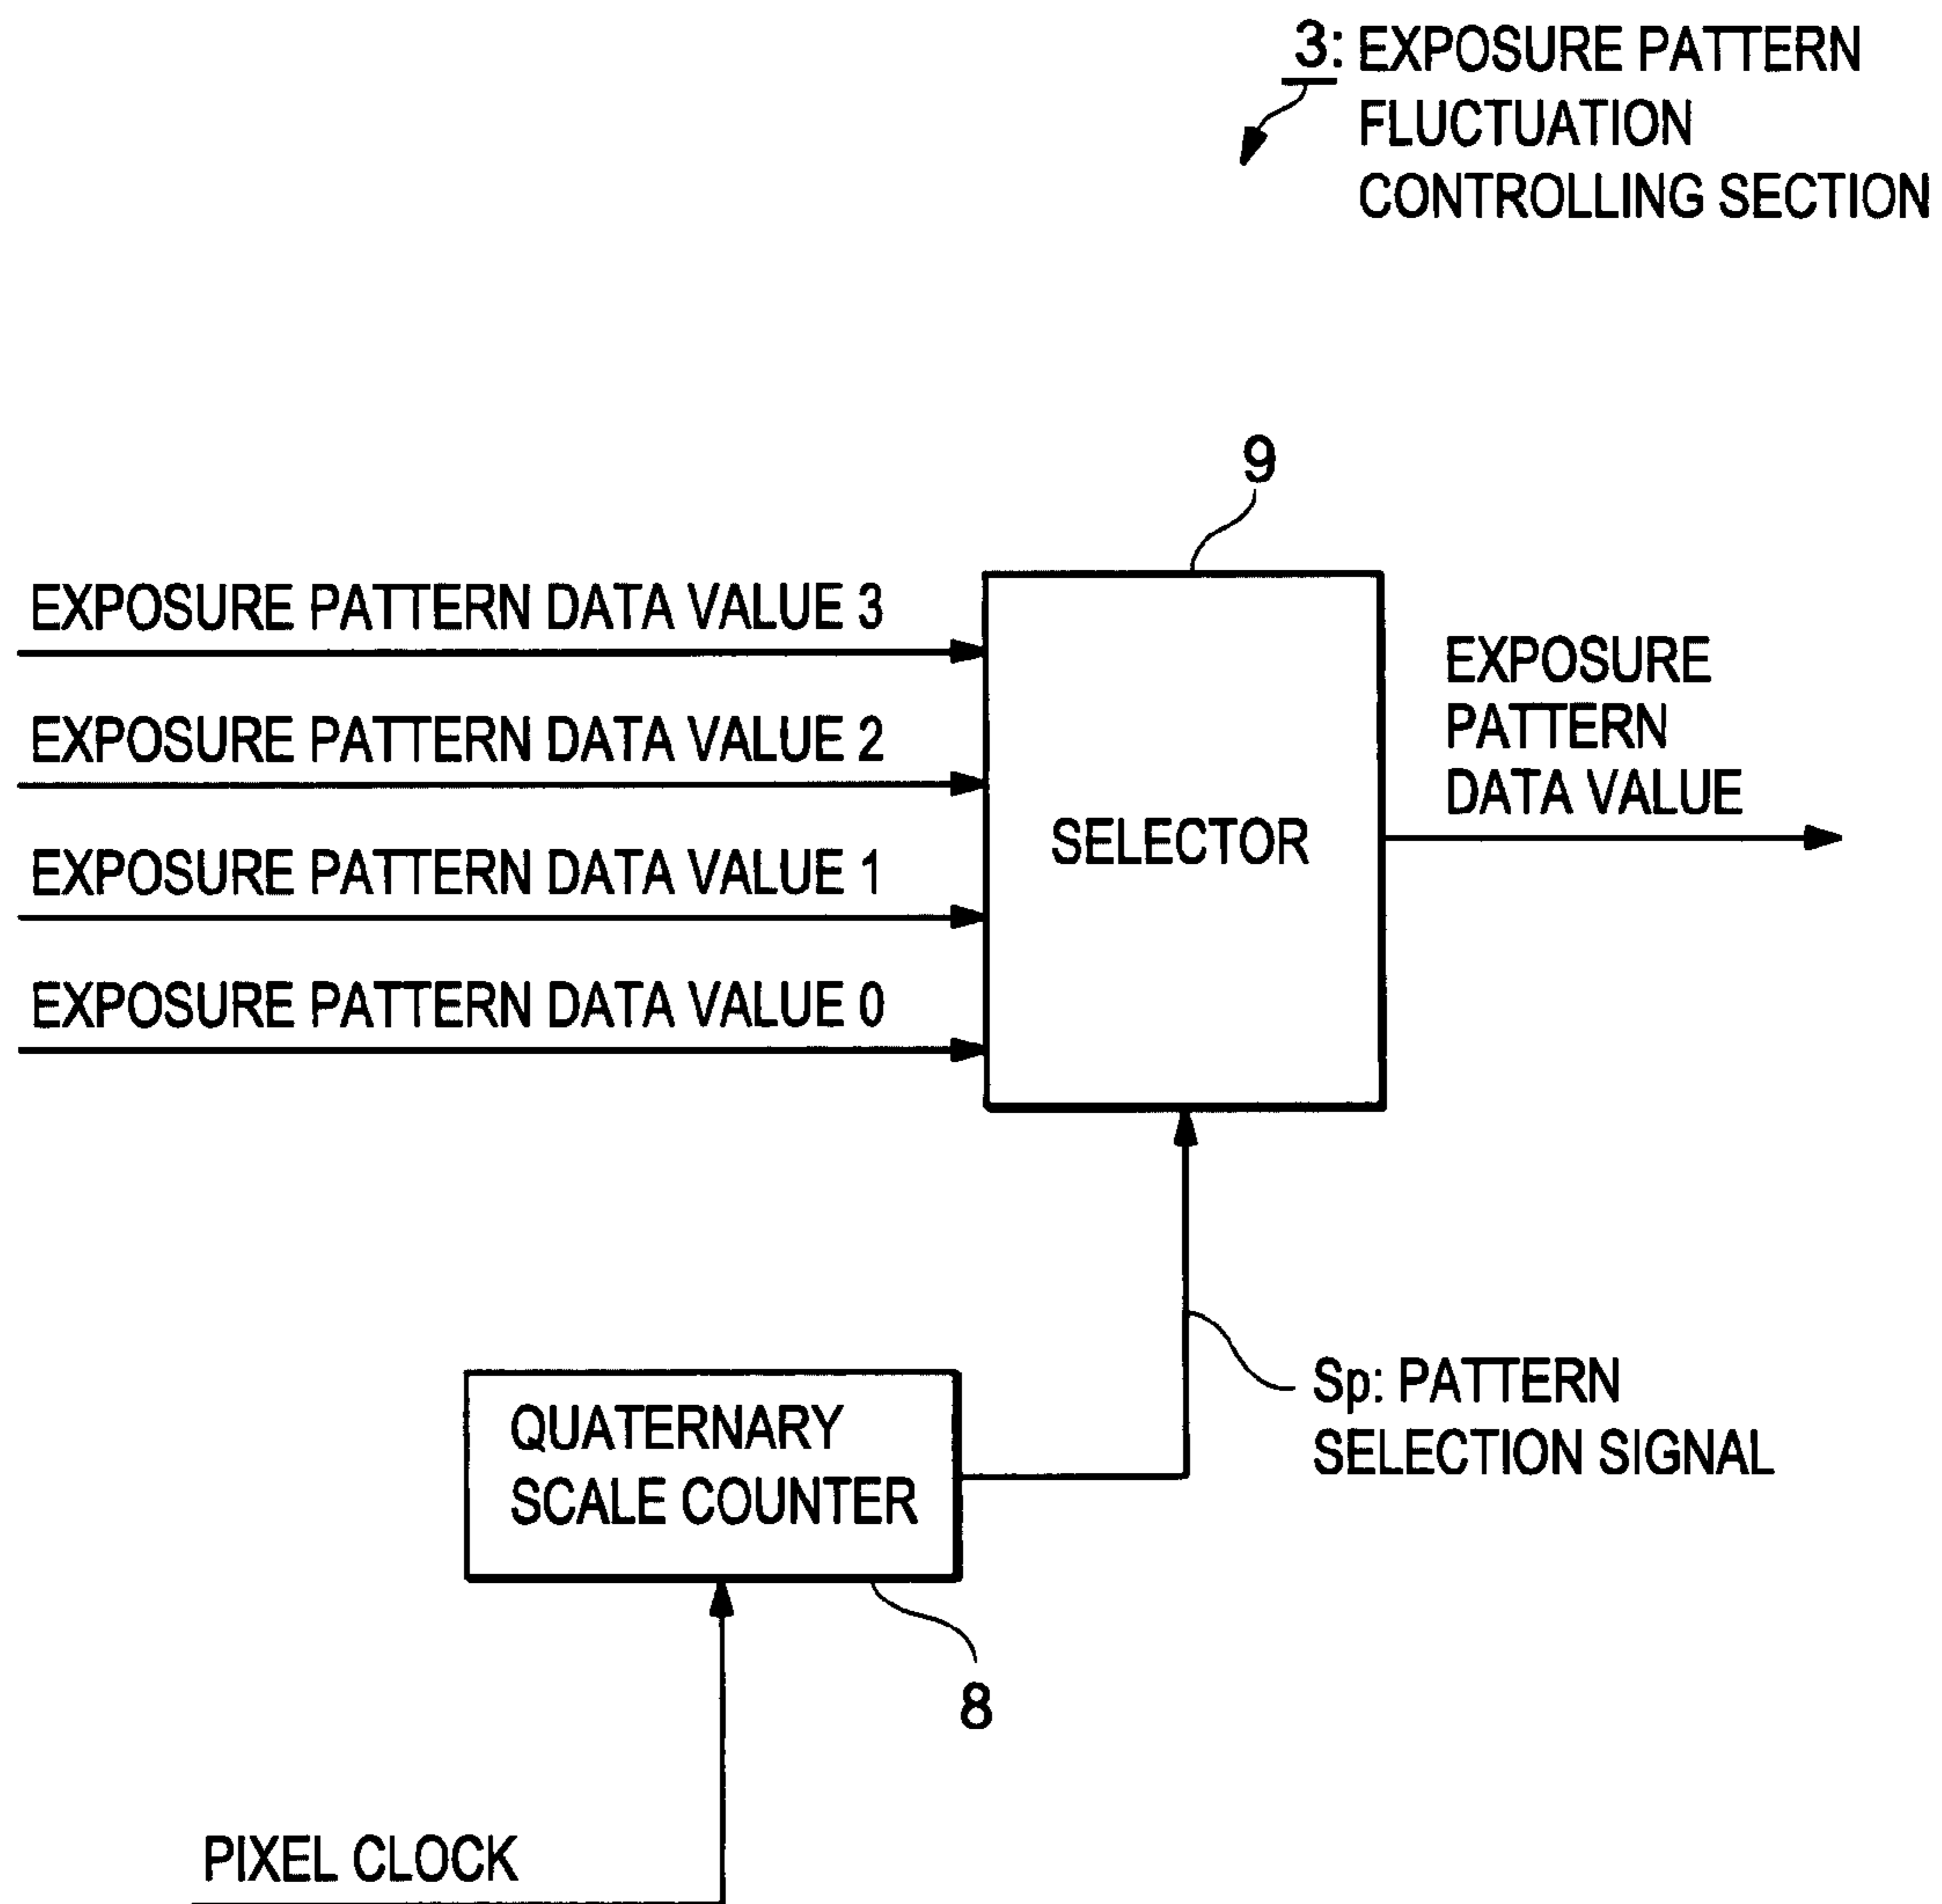 3: EXPOSURE PATTERN
FLUCTUATION
CONTROLLING SECTION
9
EXPOSURE PATTERN DATA VALUE 3
EXPOSURE PATTERN DATA VALUE 2
EXPOSURE PATTERN DATA VALUE 1
EXPOSURE PATTERN DATA VALUE 0
SELECTOR
EXPOSURE
PATTERN
DATA VALUE
QUATERNARY
SCALE COUNTER
Sp: PATTERN
SELECTION SIGNAL
8
PIXEL CLOCK